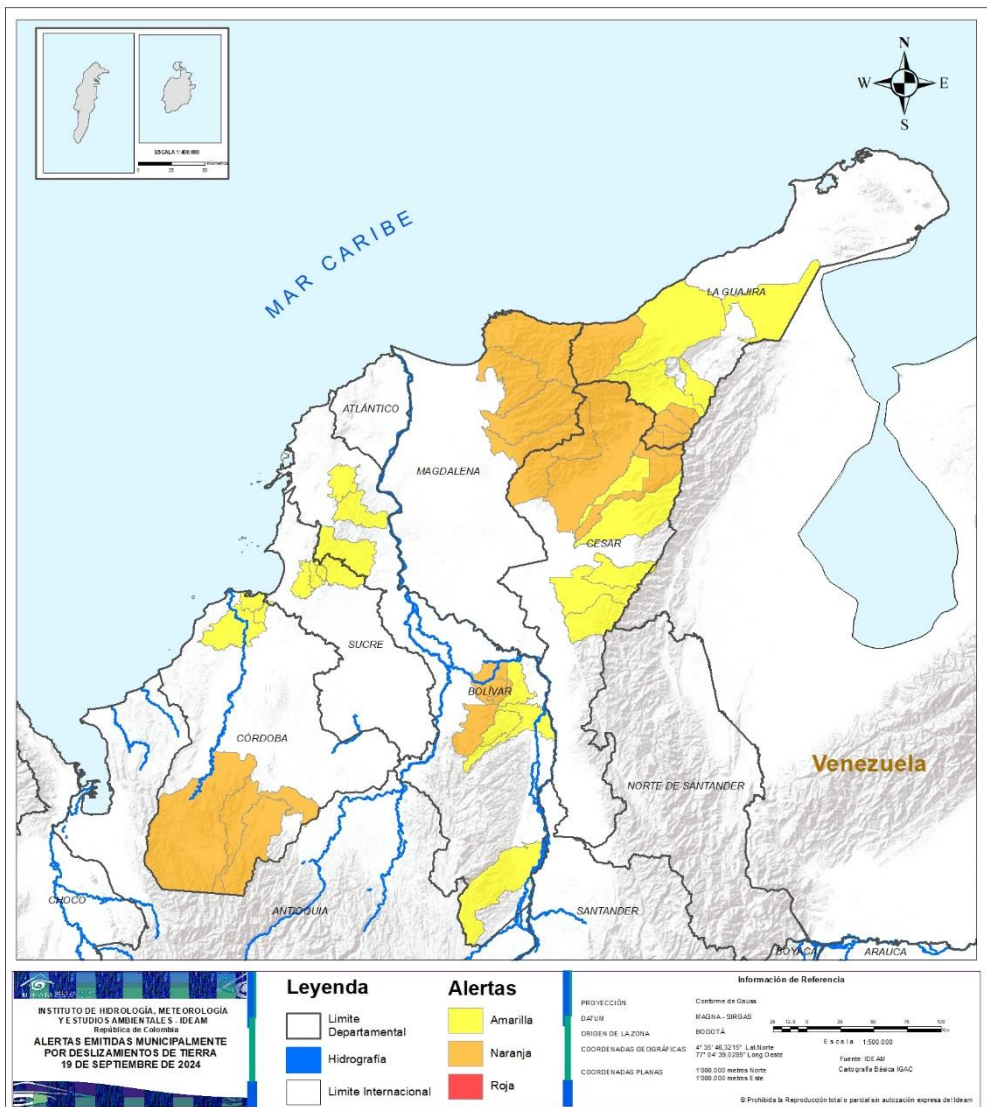 ESCALA 1:400.000
N
W
E
S
MAR CARIBE
LA GUAJIRA
ATLÁNTICO
MAGDALENA
CESAR
SUCRE
BOLÍVAR
CÓRDOBA
NORTE DE SANTANDER
Venezuela
CHOCO
ANTIOQUIA
SANTANDER
BOYACÁ
ARAUCA
INSTITUTO DE HIDROLOGÍA, METEOROLOGÍA
Y ESTUDIOS AMBIENTALES - IDEAM
República de Colombia
ALERTAS EMITIDAS MUNICIPALMENTE
POR DESLIZAMIENTOS DE TIERRA
19 DE SEPTIEMBRE DE 2024
Leyenda
Limite
Departamental
Hidrografía
Limite Internacional
Alertas
Amarilla
Naranja
Roja
Información de Referencia
PROYECCIÓN Conforme de Gauss
DATUM MAGNA - SIRGAS
ORIGEN DE LA ZONA BOGOTÁ
COORDENADAS GEOGRÁFICAS 4° 35' 46,3215" Lat.Norte
77° 04' 39,0285" Long.Oeste
COORDENADAS PLANAS 1'000.000 metros Norte
1'000.000 metros Este
Escala 1:500.000
Fuente: IDEAM
Cartografía Básica IGAC
© Prohibida la Reproducción total o parcial sin autozación expresa del Ideam